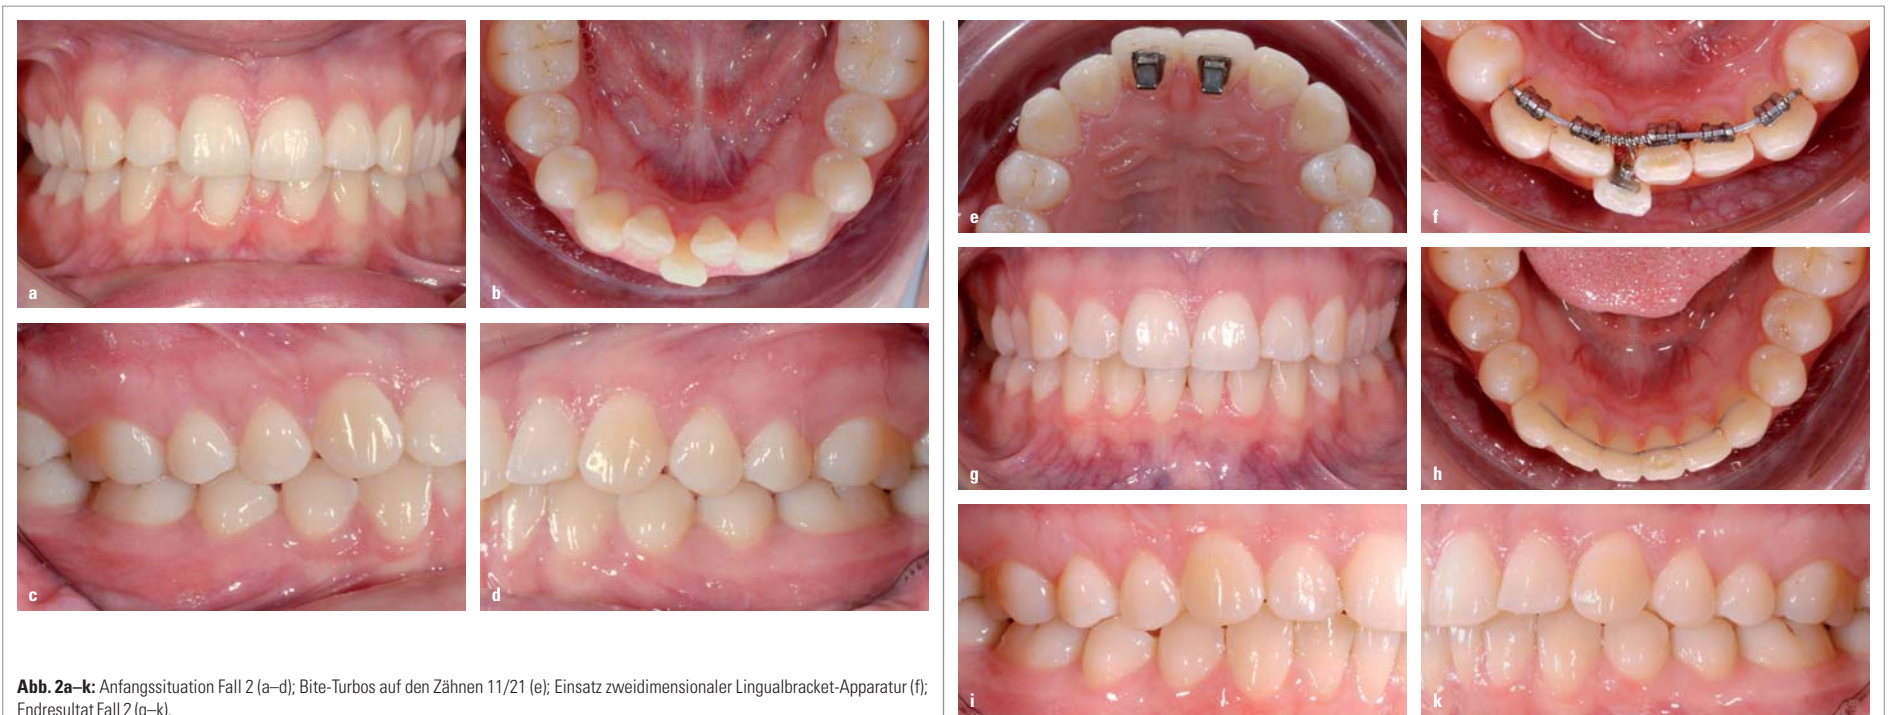 a
b
c
d
Abb. 2a–k: Anfangssituation Fall 2 (a–d); Bite-Turbos auf den Zähnen 11/21 (e); Einsatz zweidimensionaler Lingualbracket-Apparatur (f);
Endresultat Fall 2 (g–k).
e
f
g
h
i
k